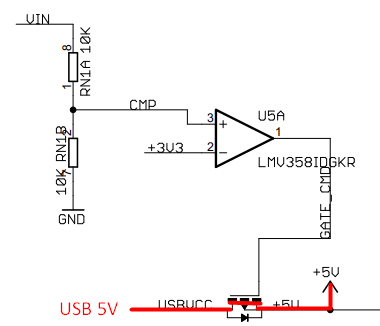 VIN
8
RN1A 10K
1
CMP
3
+
U5A
1
2
10K RN1B
7
+3V3
2
−
LMV358IDGKR
GND
GATE_CMD
+5V
USB 5V
USBVCC
+5V